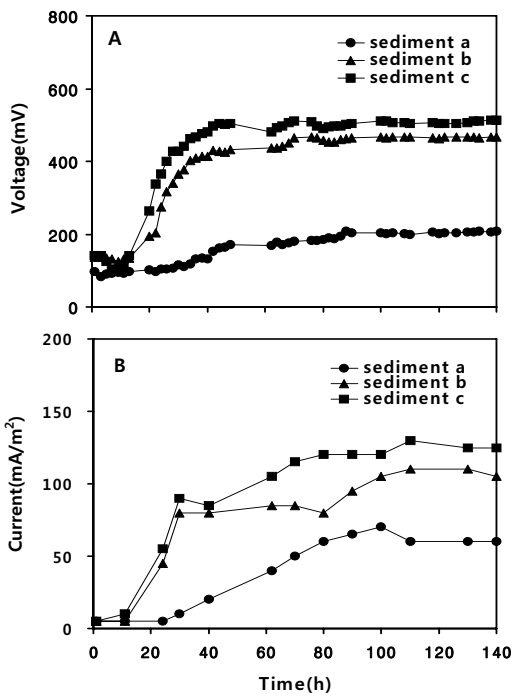 800
A
sediment a
sediment b
sediment c
600
400
200
0
Voltage(mV)
200
B
sediment a
sediment b
sediment c
150
100
50
0
Current(mA/m²)
0 20 40 60 80 100 120 140
Time(h)